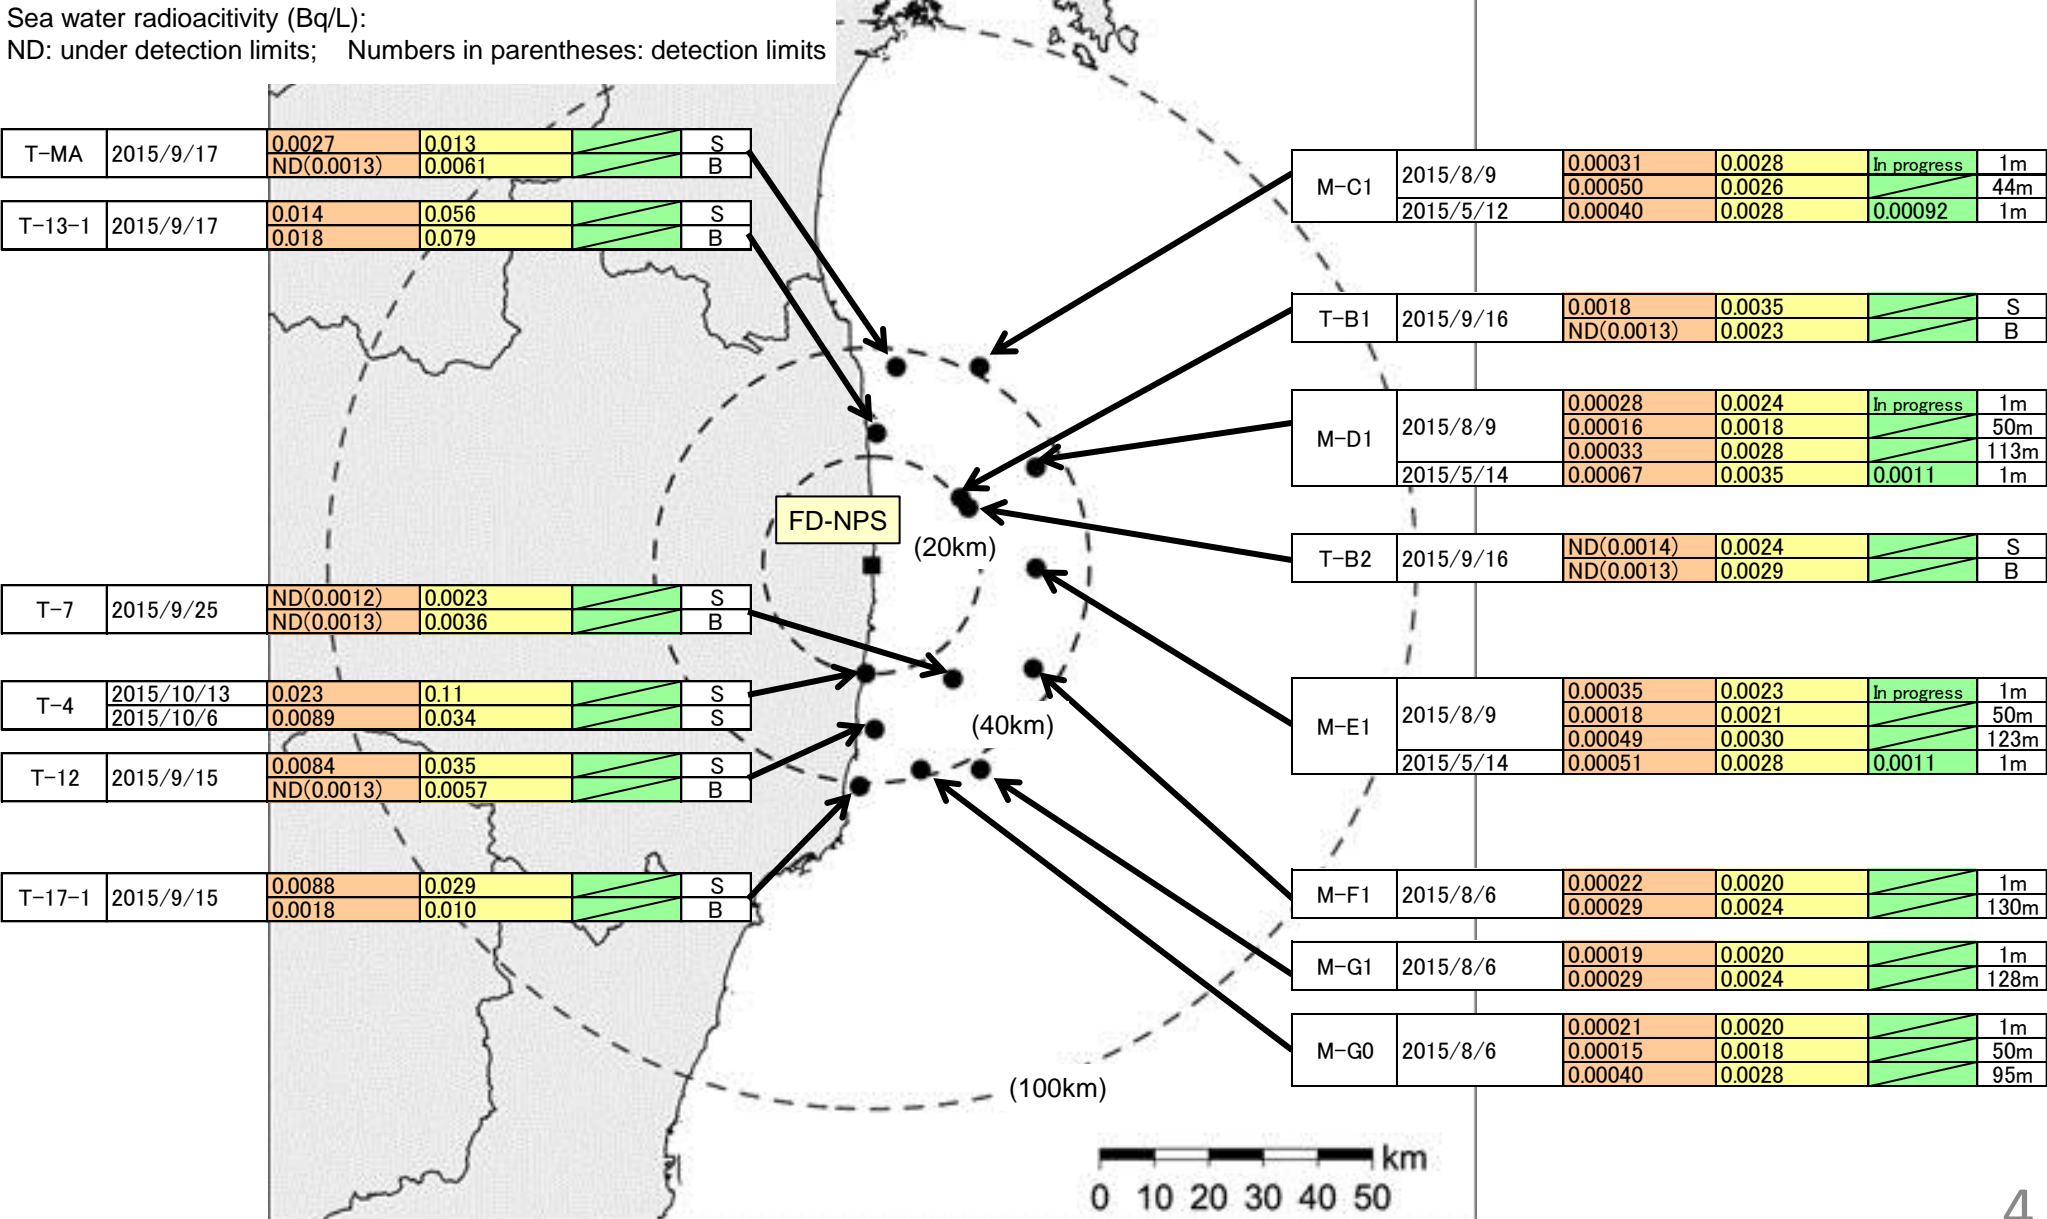 Sea water radioacitivity (Bq/L):
ND: under detection limits; Numbers in parentheses: detection limits
T-MA 2015/9/17 0.0027 0.013 S
ND(0.0013) 0.0061 B
T-13-1 2015/9/17 0.014 0.056 S
0.018 0.079 B
T-7 2015/9/25 ND(0.0012) 0.0023 S
ND(0.0013) 0.0036 B
T-4 2015/10/13 0.023 0.11 S
2015/10/6 0.0089 0.034 S
T-12 2015/9/15 0.0084 0.035 S
ND(0.0013) 0.0057 B
T-17-1 2015/9/15 0.0088 0.029 S
0.0018 0.010 B
FD-NPS
(20km)
(40km)
(100km)
M-C1 2015/8/9 0.00031 0.0028 In progress 1m
0.00050 0.0026 44m
2015/5/12 0.00040 0.0028 0.00092 1m
T-B1 2015/9/16 0.0018 0.0035 S
ND(0.0013) 0.0023 B
M-D1 2015/8/9 0.00028 0.0024 In progress 1m
0.00016 0.0018 50m
0.00033 0.0028 113m
2015/5/14 0.00067 0.0035 0.0011 1m
T-B2 2015/9/16 ND(0.0014) 0.0024 S
ND(0.0013) 0.0029 B
M-E1 2015/8/9 0.00035 0.0023 In progress 1m
0.00018 0.0021 50m
0.00049 0.0030 123m
2015/5/14 0.00051 0.0028 0.0011 1m
M-F1 2015/8/6 0.00022 0.0020 1m
0.00029 0.0024 130m
M-G1 2015/8/6 0.00019 0.0020 1m
0.00029 0.0024 128m
M-G0 2015/8/6 0.00021 0.0020 1m
0.00015 0.0018 50m
0.00040 0.0028 95m
km
0 10 20 30 40 50
4